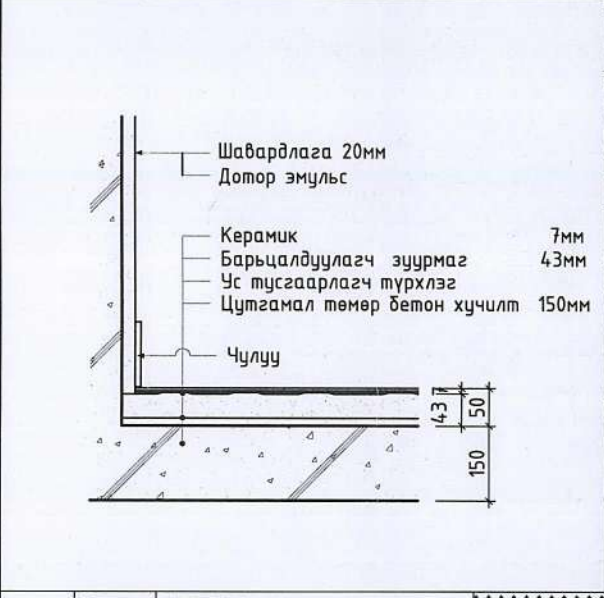 Шавардлага 20мм
Дотор эмульс
Керамик 7мм
Барьцалдуулагч зуурмаг 43мм
Ус тусгаарлагч түрхлэг
Цутгамал төмөр бетон хучилт 150мм
Чулуу
43 7
50
150